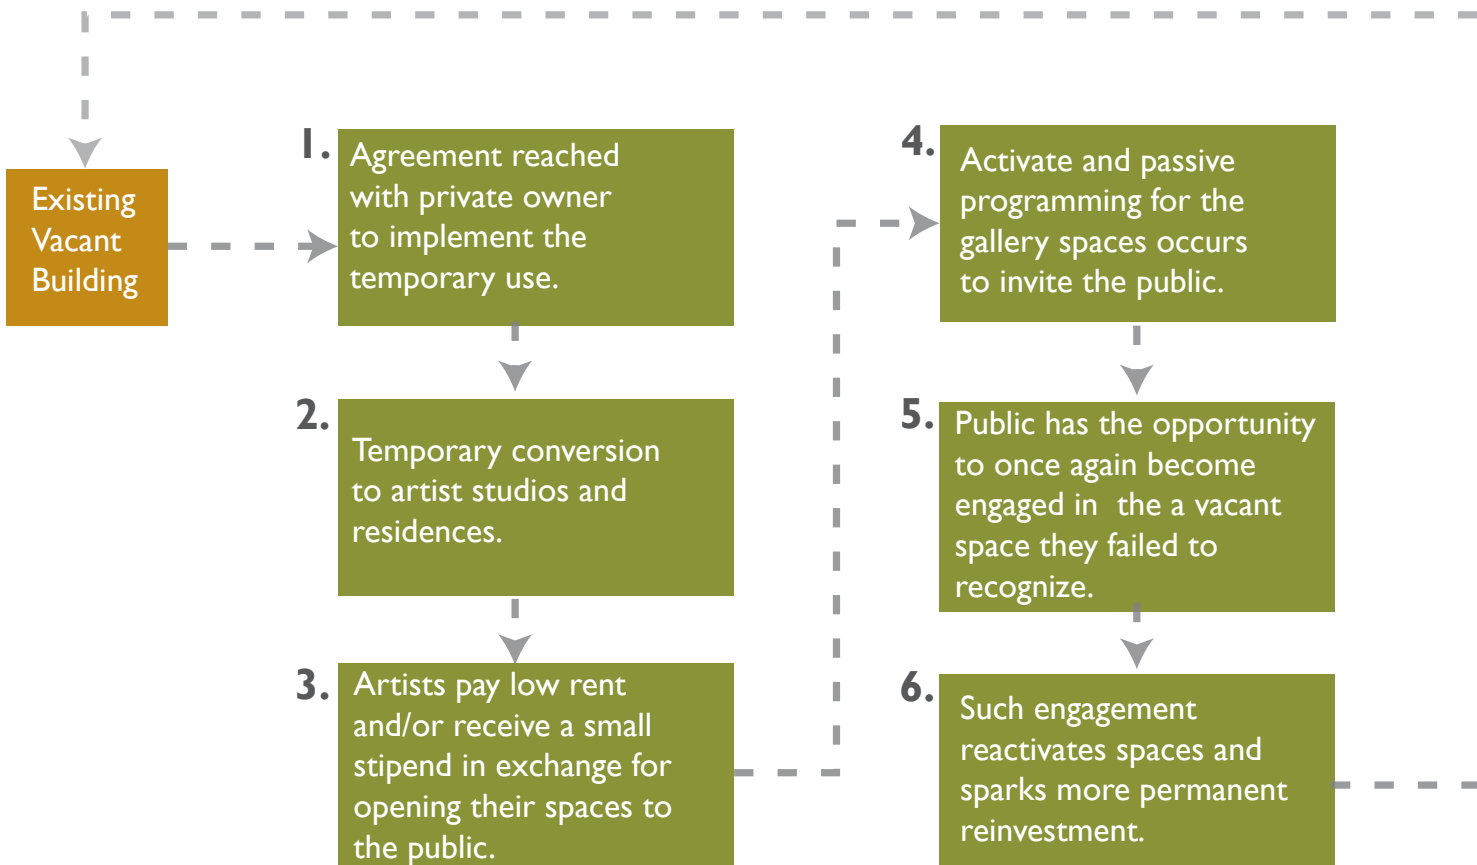 Existing
Vacant
Building
1.
Agreement reached
with private owner
to implement the
temporary use.
2.
Temporary conversion
to artist studios and
residences.
3.
Artists pay low rent
and/or receive a small
stipend in exchange for
opening their spaces to
the public.
4.
Activate and passive
programming for the
gallery spaces occurs
to invite the public.
5.
Public has the opportunity
to once again become
engaged in  the a vacant
space they failed to
recognize.
6.
Such engagement
reactivates spaces and
sparks more permanent
reinvestment.